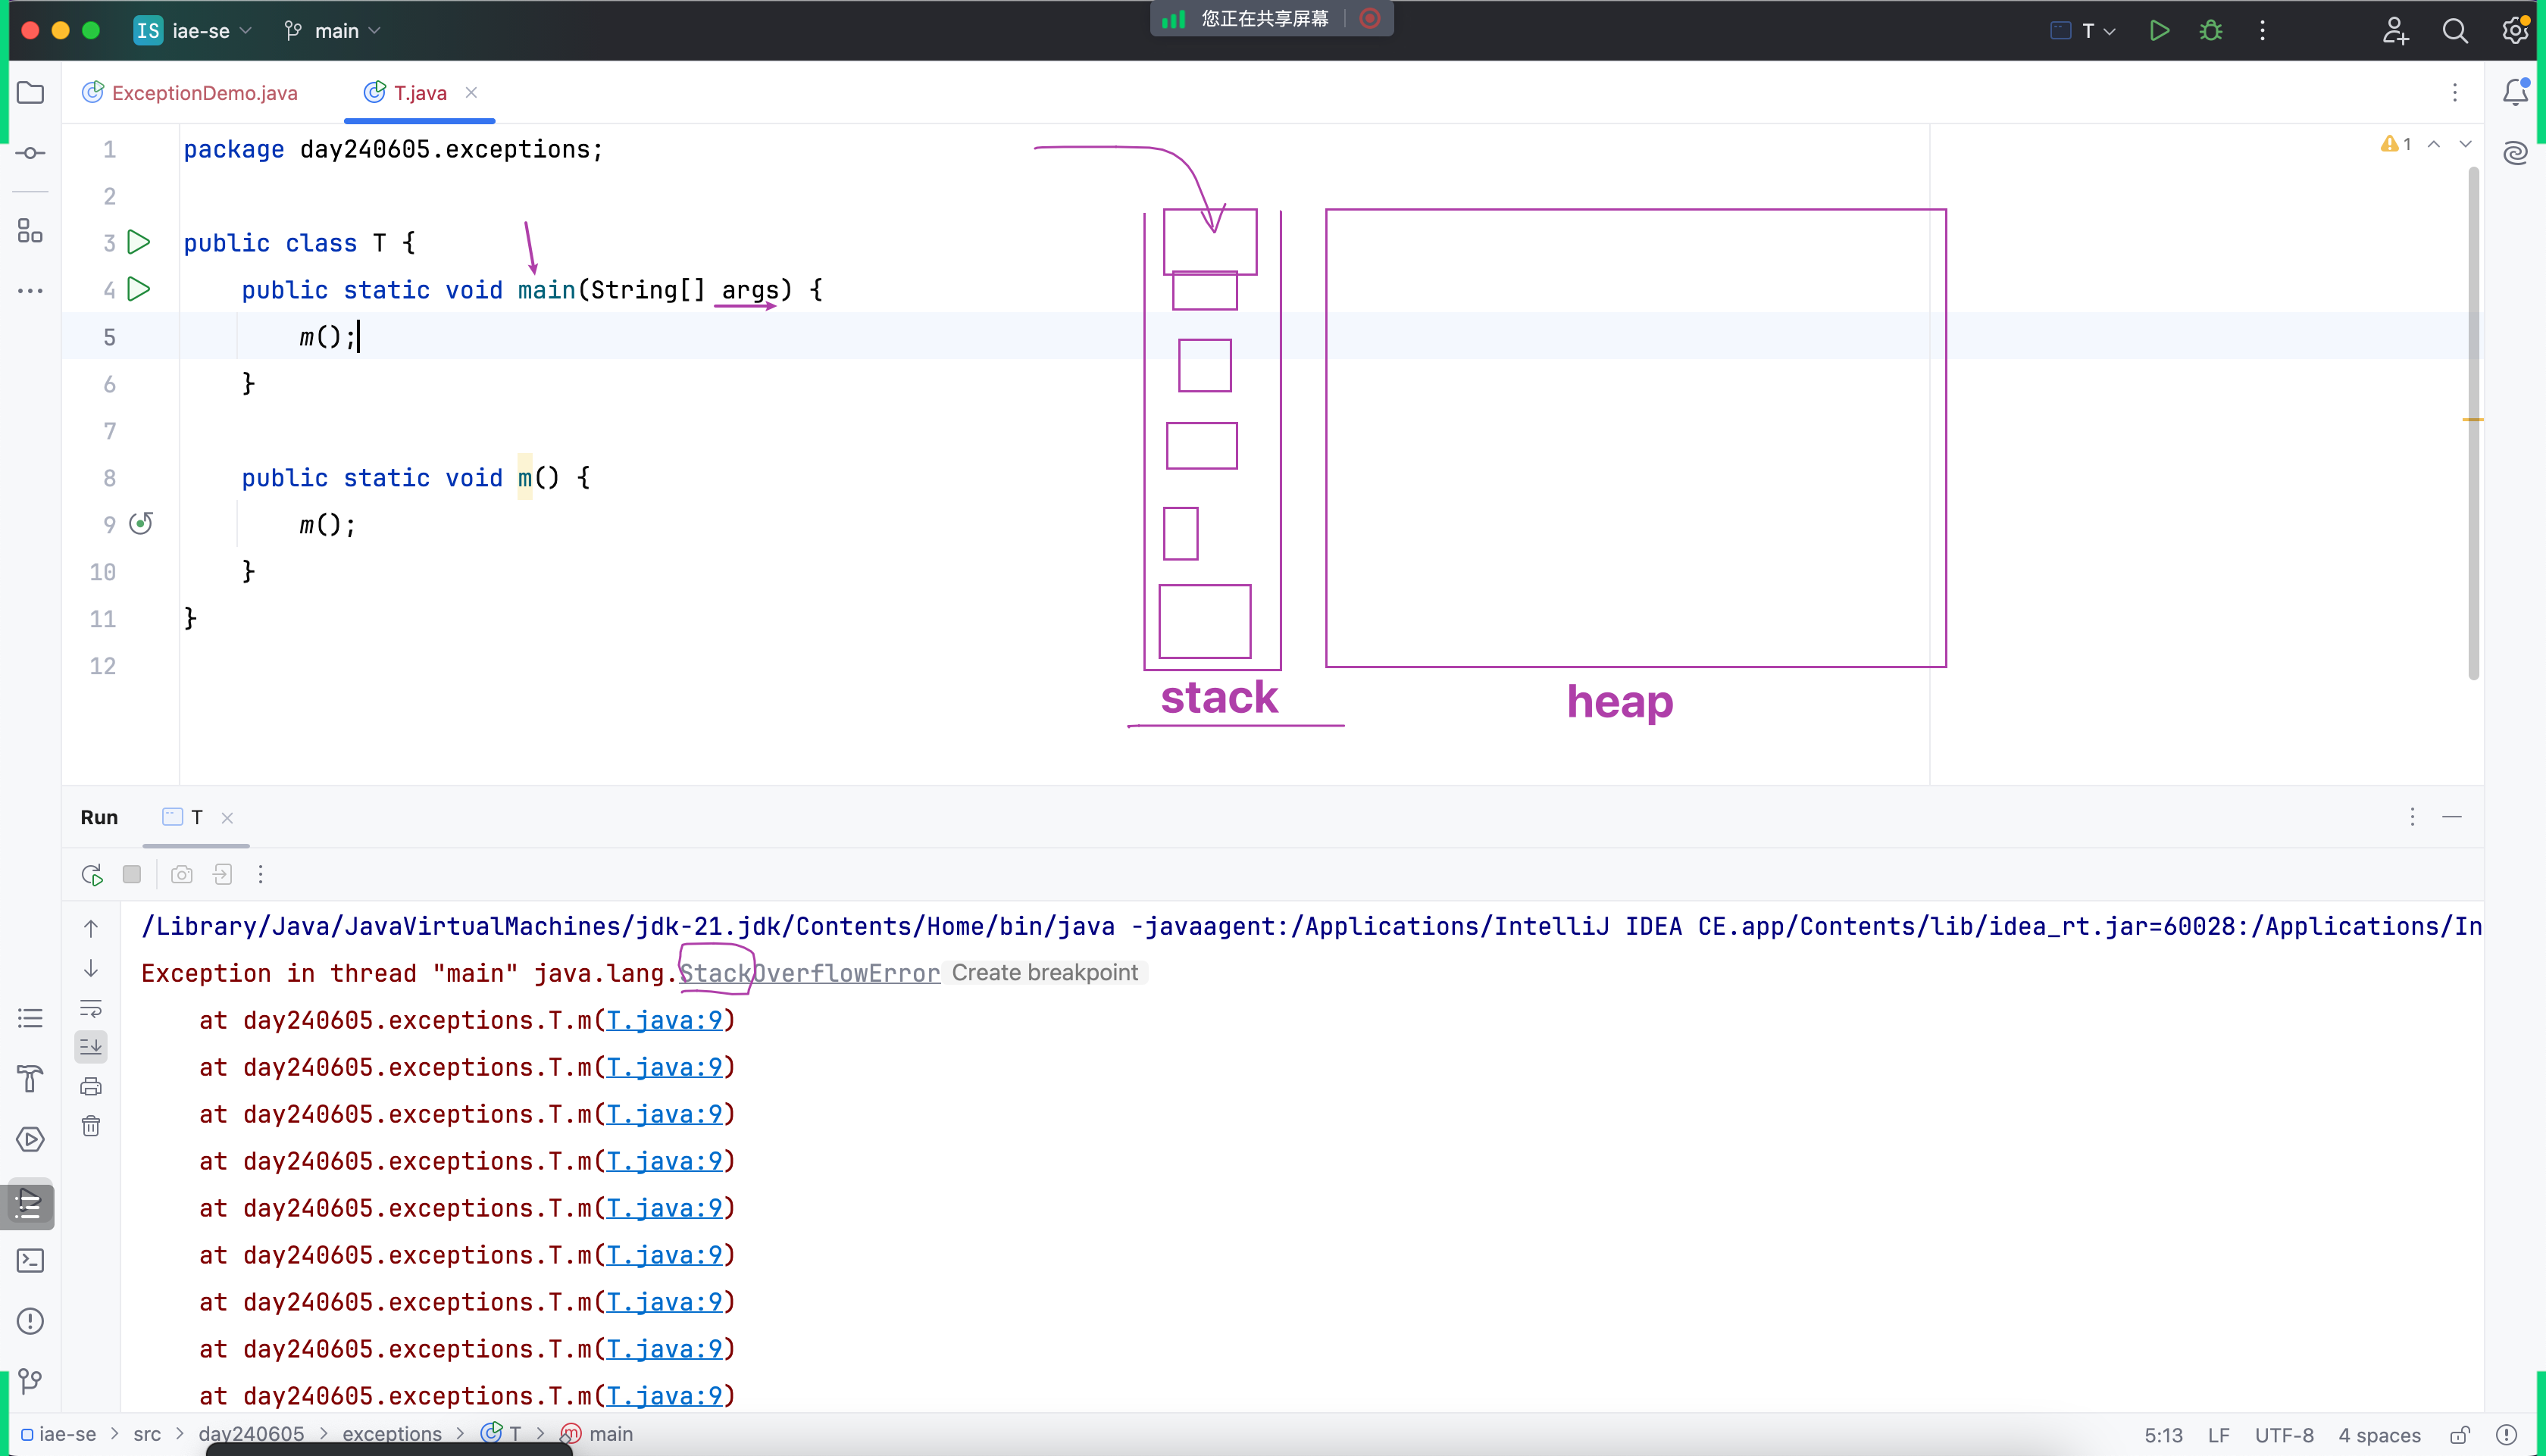 IS iae-se main 您正在共享屏幕 T
ExceptionDemo.java T.java
1 package day240605.exceptions; 1
2
3 public class T {
4 public static void main(String[] args) {
5 m();
6 }
7
8 public static void m() {
9 m();
10 }
11 }
12
stack heap
Run T
/Library/Java/JavaVirtualMachines/jdk-21.jdk/Contents/Home/bin/java -javaagent:/Applications/IntelliJ IDEA CE.app/Contents/lib/idea_rt.jar=60028:/Applications/In
Exception in thread "main" java.lang.StackOverflowError Create breakpoint
at day240605.exceptions.T.m(T.java:9)
at day240605.exceptions.T.m(T.java:9)
at day240605.exceptions.T.m(T.java:9)
at day240605.exceptions.T.m(T.java:9)
at day240605.exceptions.T.m(T.java:9)
at day240605.exceptions.T.m(T.java:9)
at day240605.exceptions.T.m(T.java:9)
at day240605.exceptions.T.m(T.java:9)
at day240605.exceptions.T.m(T.java:9)
iae-se > src > day240605 > exceptions > T > main 5:13 LF UTF-8 4 spaces